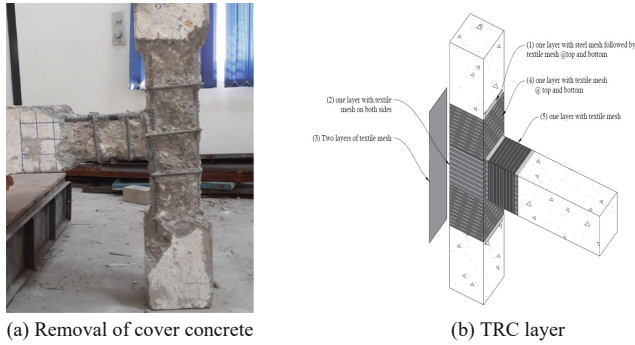 (1) one layer with steel mesh followed by
textile mesh @top and bottom
(4) one layer with textile mesh
@ top and bottom
(2) one layer with textile
mesh on both sides
(5) one layer with textile mesh
(3) Two layers of textile mesh
(a) Removal of cover concrete
(b) TRC layer